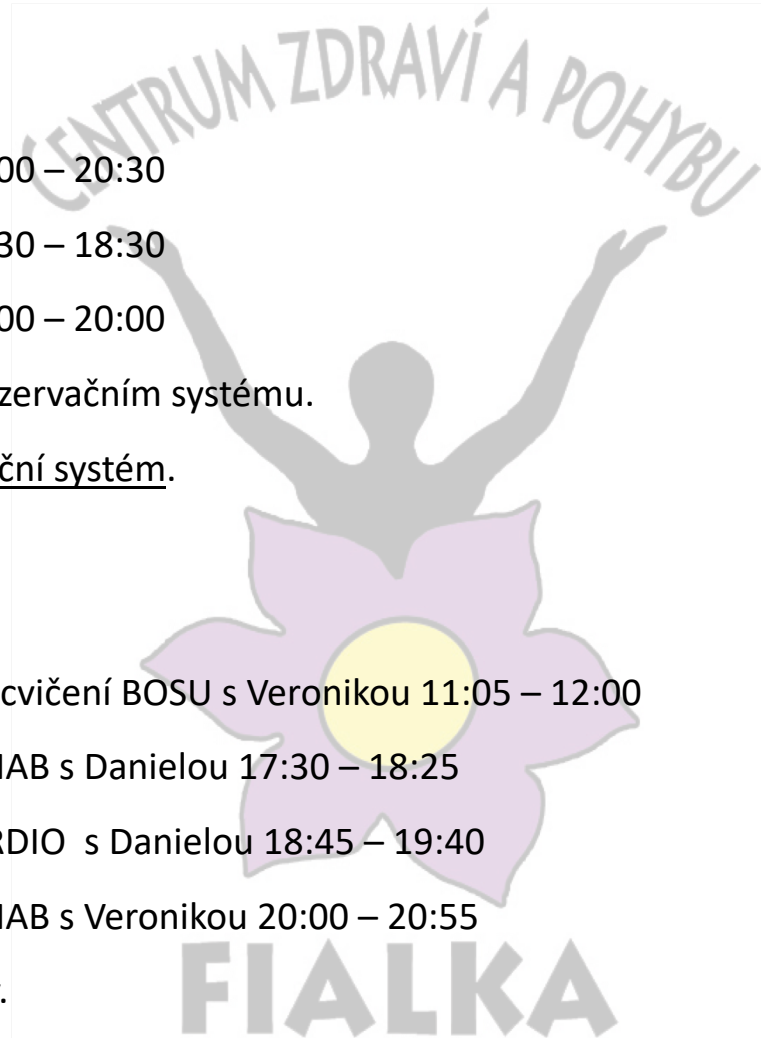 CENTRUM ZDRAVÍ A POHYBU
00 – 20:30
30 – 18:30
00 – 20:00
zervačním systému.
ční systém.
cvičení BOSU s Veronikou 11:05 – 12:00
s Danielou 17:30 – 18:25
RDIO s Danielou 18:45 – 19:40
s Veronikou 20:00 – 20:55
FIALKA